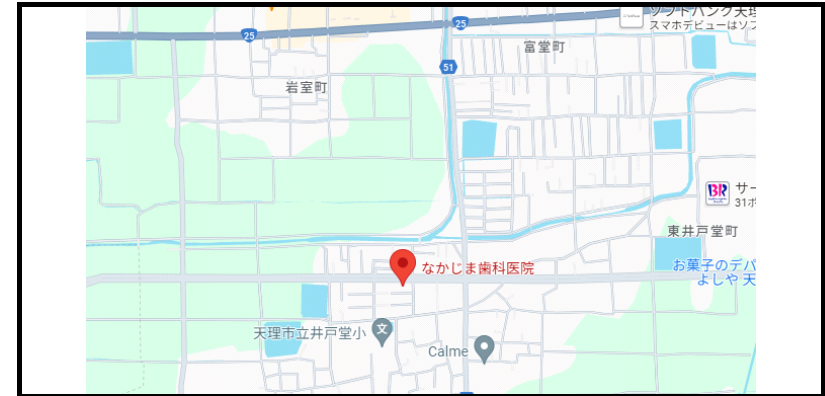 ソフトバンク天理
スマホデビューはソフ
25
25
富堂町
51
岩室町
BR
サー
31ポ
東井戸堂町
なかじま歯科医院
お菓子のデパ
よしや 天
天理市立井戸堂小
文
Calme